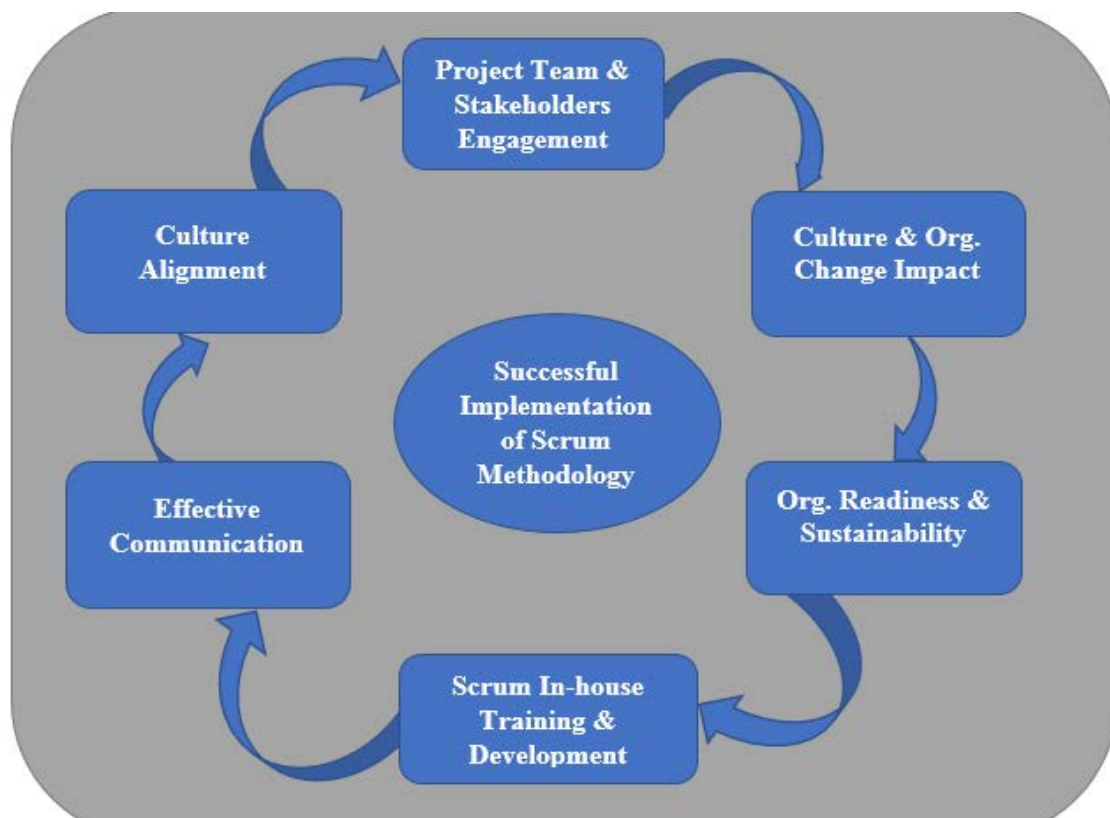 Project Team &
Stakeholders
Engagement
Culture
Alignment
Culture & Org.
Change Impact
Successful
Implementation
of Scrum
Methodology
Effective
Communication
Org. Readiness &
Sustainability
Scrum In-house
Training &
Development